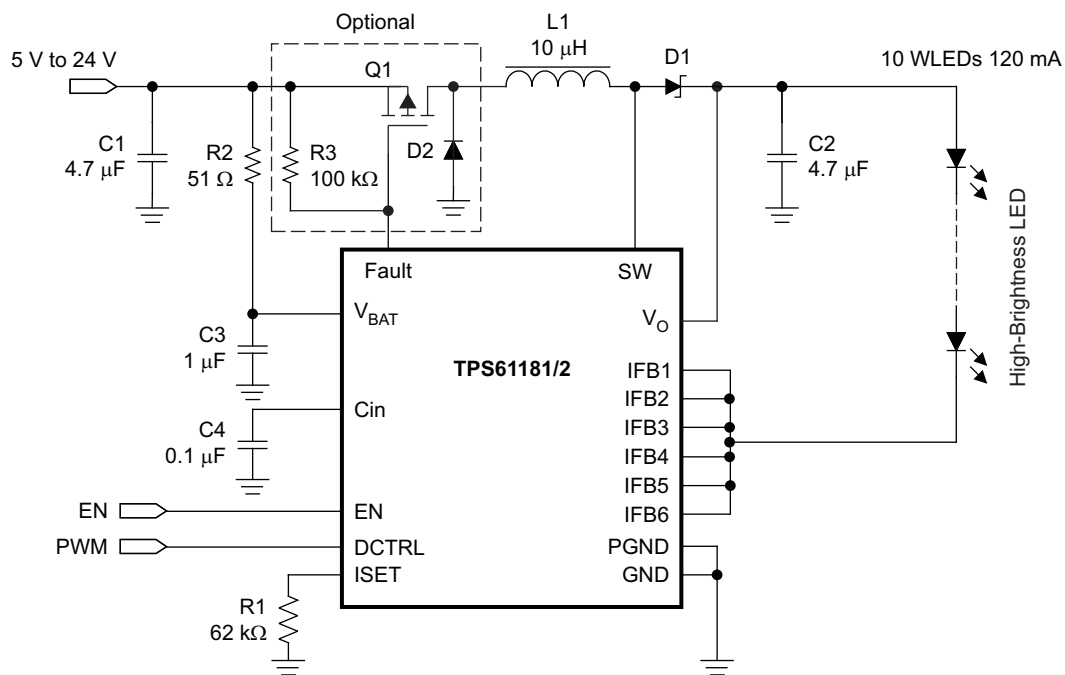 Optional
L1
10 μH
5 V to 24 V
Q1
D1
10 WLEDs 120 mA
C1
4.7 μF
R2
51 Ω
R3
100 kΩ
D2
C2
4.7 μF
High-Brightness LED
Fault
SW
VBAT
VO
C3
1 μF
TPS61181/2
IFB1
IFB2
IFB3
IFB4
IFB5
IFB6
Cin
C4
0.1 μF
EN
EN
PWM
DCTRL
PGND
ISET
GND
R1
62 kΩ